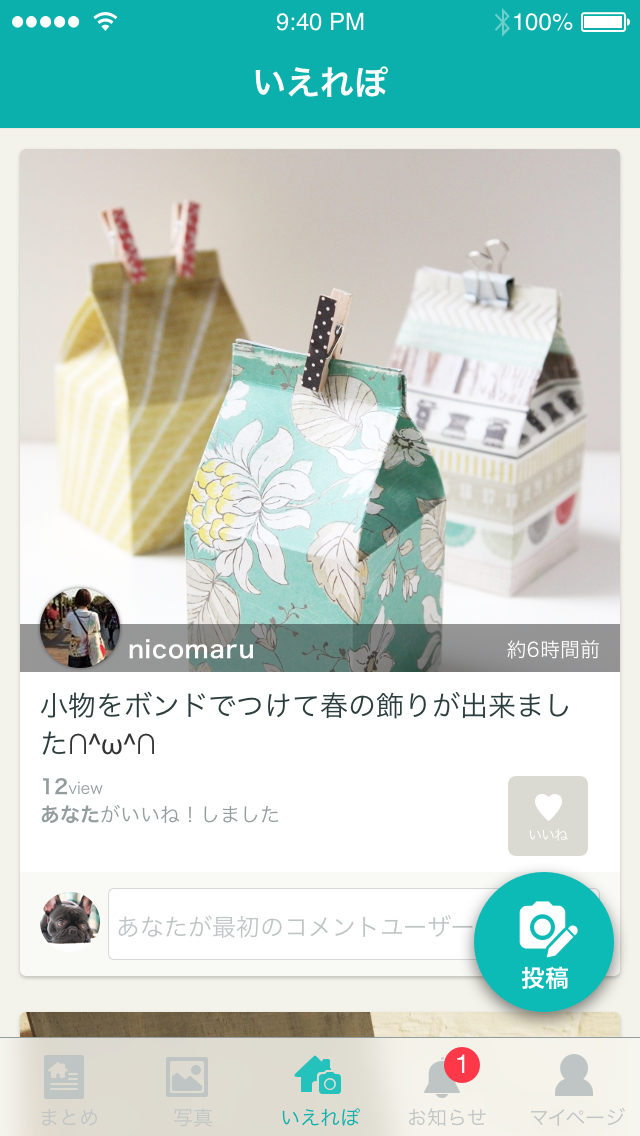 9:40 PM
100%
いえれぽ
nicomaru
約6時間前
小物をボンドでつけて春の飾りが出来まし
た∩^ω^∩
12view
あなたがいいね！しました
いいね
あなたが最初のコメントユーザー
投稿
1
まとめ
写真
いえれぽ
お知らせ
マイページ